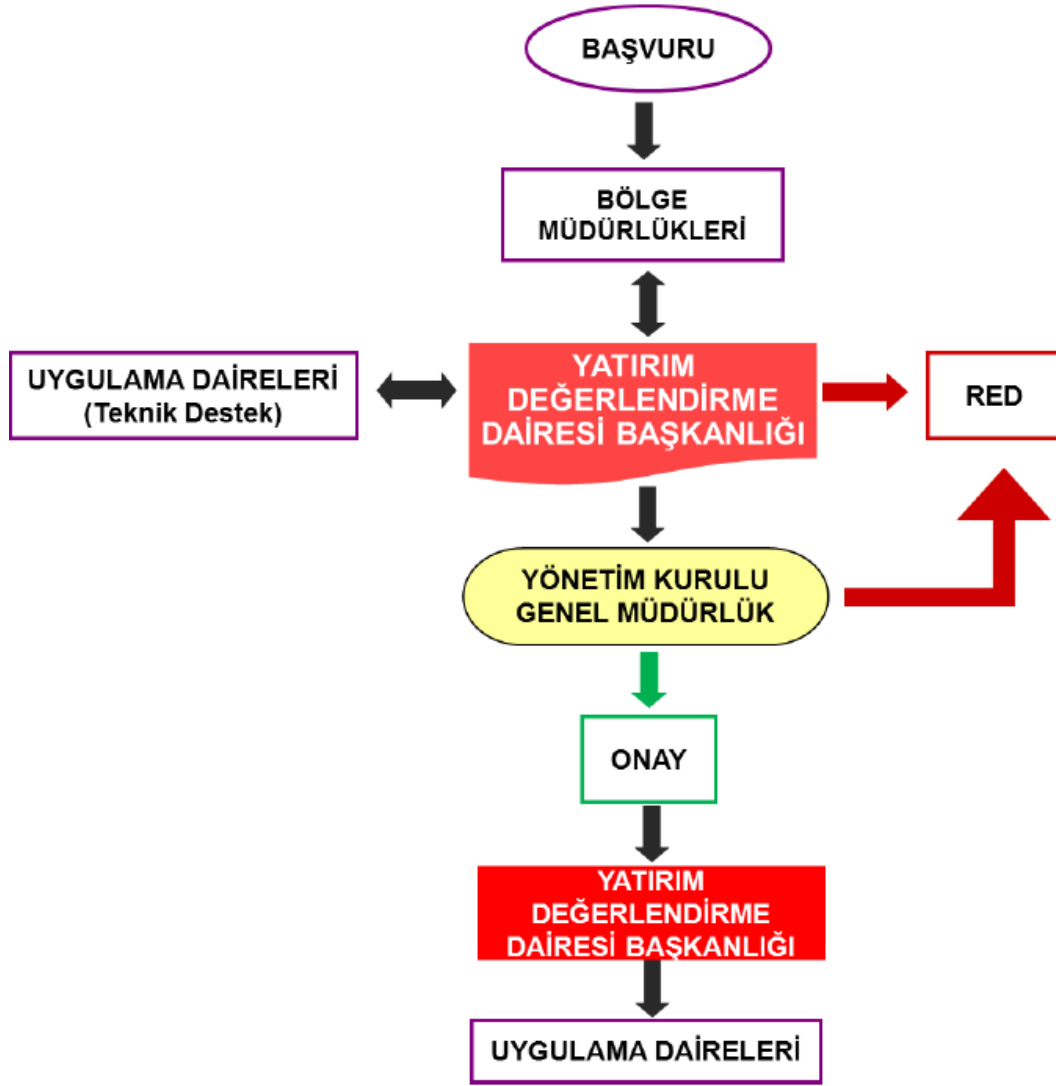 BAŞVURU
BÖLGE
MÜDÜRLÜKLERİ
UYGULAMA DAİRELERİ
(Teknik Destek)
YATIRIM
DEĞERLENDİRME
DAİRESİ BAŞKANLIĞI
RED
YÖNETİM KURULU
GENEL MÜDÜRLÜK
ONAY
YATIRIM
DEĞERLENDİRME
DAİRESİ BAŞKANLIĞI
UYGULAMA DAİRELERİ